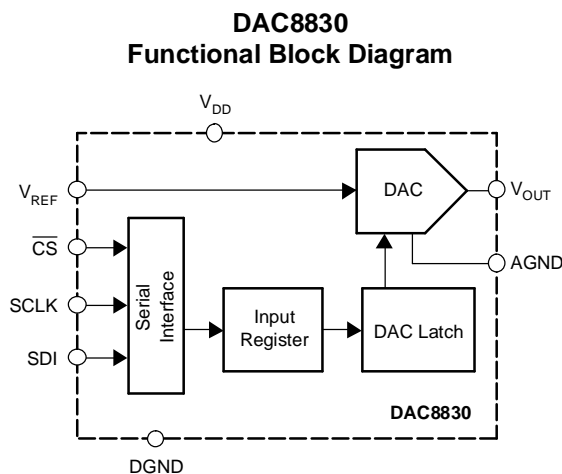 DAC8830
Functional Block Diagram
V_DD
V_REF
DAC
V_OUT
C̅S̅
AGND
SCLK
Serial
Interface
Input
Register
DAC Latch
SDI
DAC8830
DGND